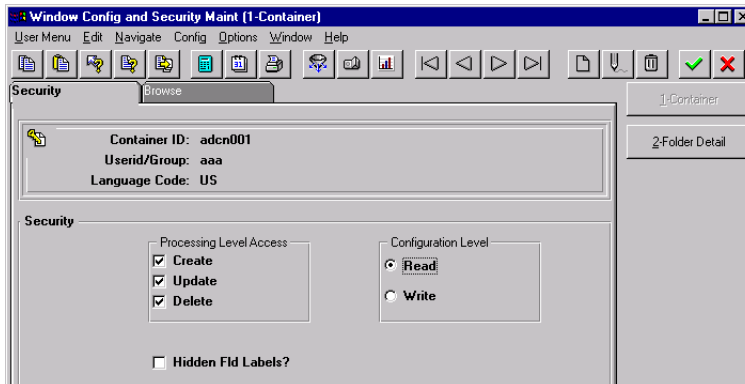 Window Config and Security Maint (1-Container)
User Menu Edit Navigate Config Options Window Help
31
Security Browse
1-Container
Container ID: adcn001
2-Folder Detail
Userid/Group: aaa
Language Code: US
Security
Processing Level Access Configuration Level
Create Read
Update
Delete Write
Hidden Fld Labels?